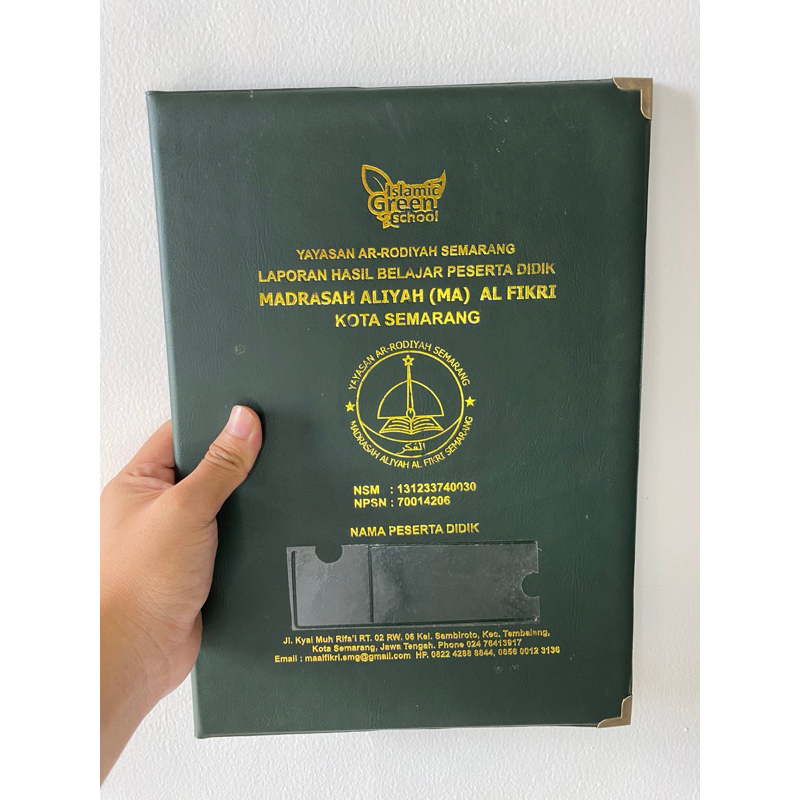 Islamic
Green
school
YAYASAN AR-RODIYAH SEMARANG
LAPORAN HASIL BELAJAR PESERTA DIDIK
MADRASAH ALIYAH (MA) AL FIKRI
KOTA SEMARANG
YAYASAN AR-RODIYAH SEMARANG
الفكر
MADRASAH ALIYAH AL FIKRI SEMARANG
NSM : 131233740030
NPSN : 70014206
NAMA PESERTA DIDIK
Jl. Kyai Muh Rifa'i RT. 02 RW. 06 Kel. Sambiroto, Kec. Tembalang,
Kota Semarang, Jawa Tengah. Phone 024 76413917
Email : maalfikri.smg@gmail.com HP. 0822 4288 8844, 0856 0012 3136